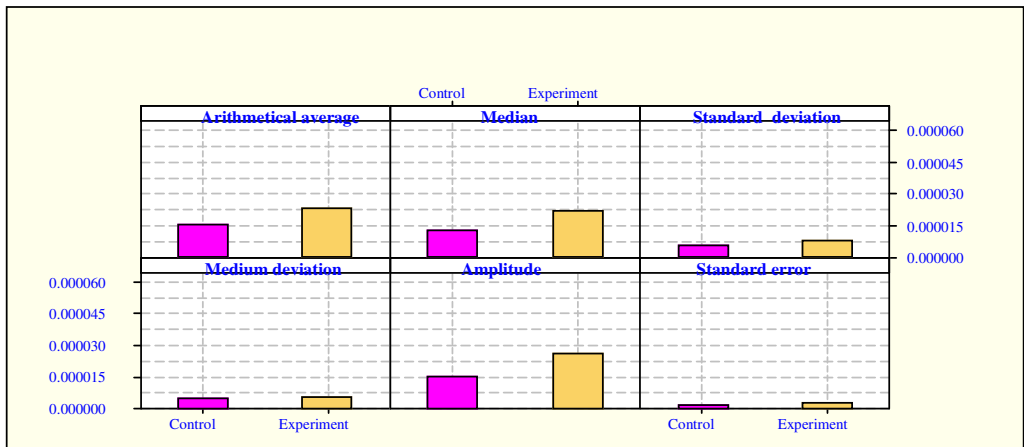 Control Experiment
Arithmetical average Median Standard deviation
0.000060
0.000045
0.000030
0.000015
0.000000
Medium deviation Amplitude Standard error
0.000060
0.000045
0.000030
0.000015
0.000000
Control Experiment Control Experiment